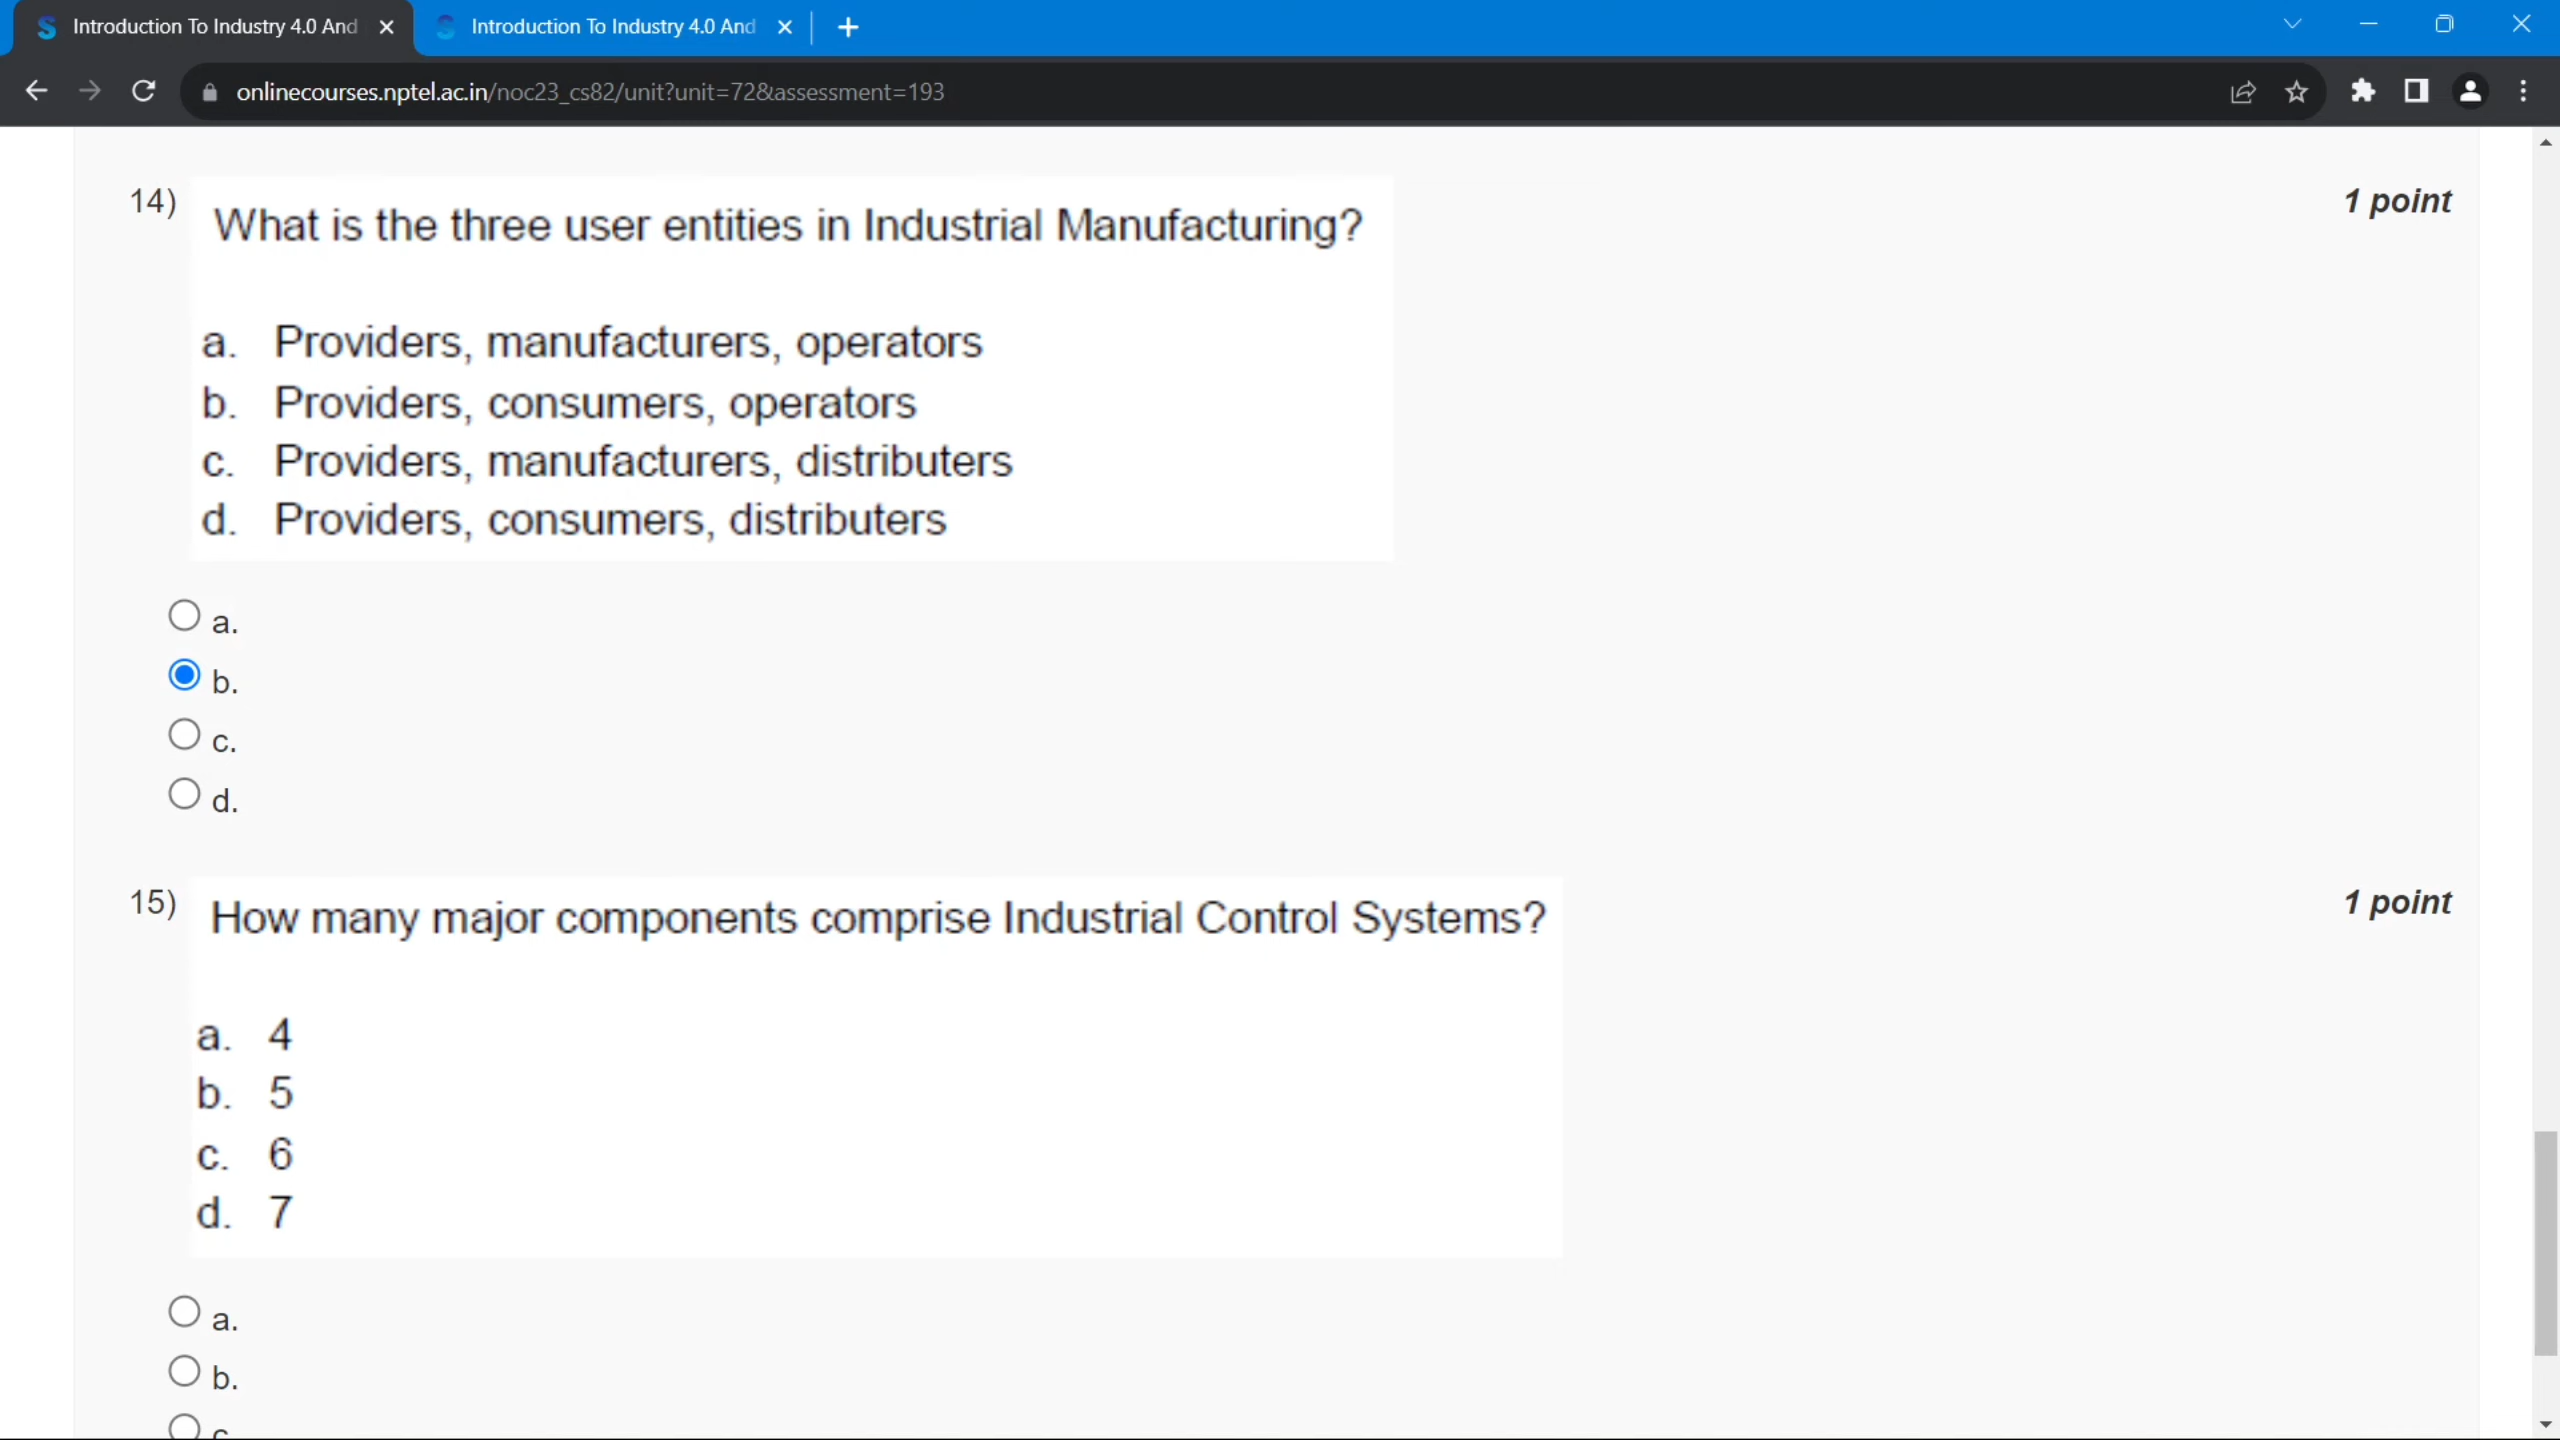 Introduction To Industry 4.0 And
Introduction To Industry 4.0 And
onlinecourses.nptel.ac.in/noc23_cs82/unit?unit=72&assessment=193
14) What is the three user entities in Industrial Manufacturing? 1 point
a. Providers, manufacturers, operators
b. Providers, consumers, operators
c. Providers, manufacturers, distributers
d. Providers, consumers, distributers
a.
b.
c.
d.
15) How many major components comprise Industrial Control Systems? 1 point
a. 4
b. 5
c. 6
d. 7
a.
b.